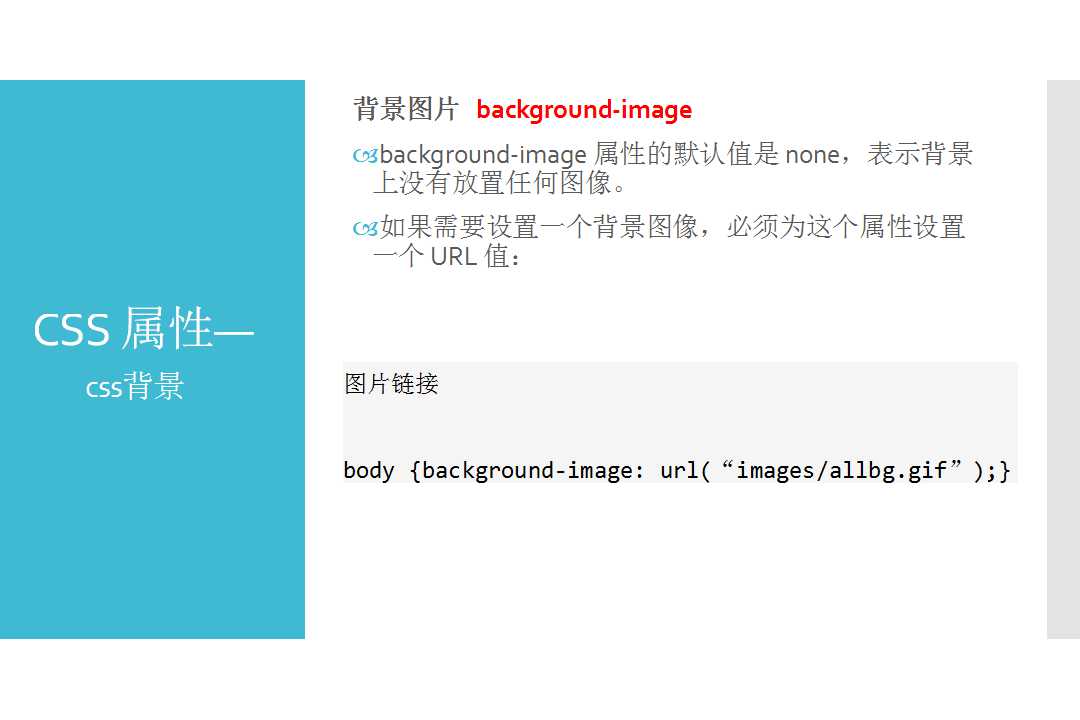 CSS 属性—
css背景
背景图片 background-image
background-image 属性的默认值是 none，表示背景
上没有放置任何图像。
如果需要设置一个背景图像，必须为这个属性设置
一个 URL 值：
图片链接
body {background-image: url(“images/allbg.gif”);}